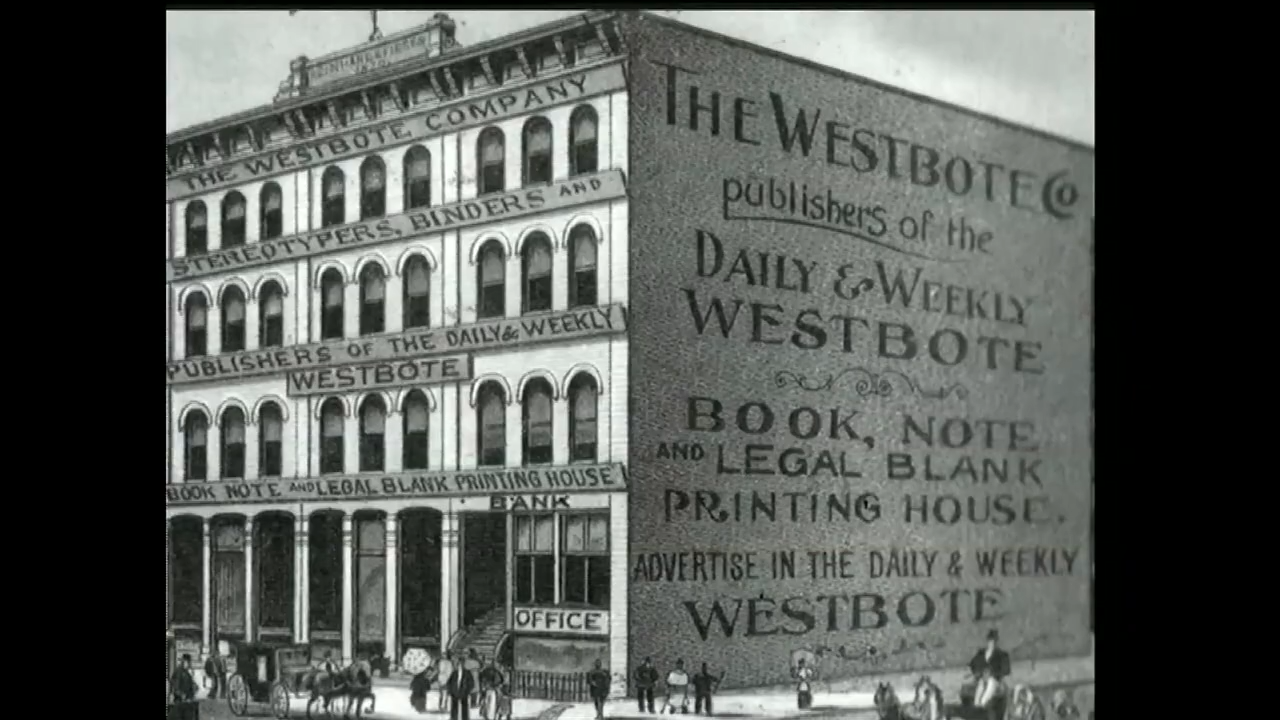 THE WESTBOTE COMPANY
STEREOTYPERS, BINDERS AND
PUBLISHERS OF THE DAILY & WEEKLY
WESTBOTE
BOOK NOTE AND LEGAL BLANK PRINTING HOUSE
BANK
OFFICE
THE WESTBOTE CO
publishers of the
DAILY & WEEKLY
WESTBOTE
BOOK, NOTE
AND LEGAL BLANK
PRINTING HOUSE.
ADVERTISE IN THE DAILY & WEEKLY
WESTBOTE